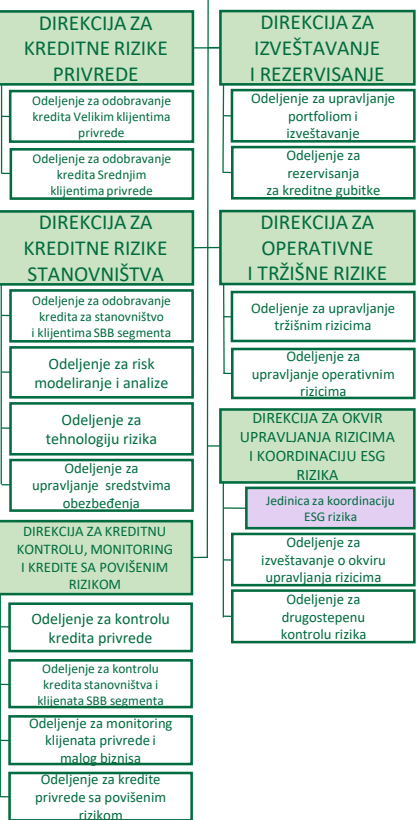 DIREKCIJA ZA
KREDITNE RIZIKE
PRIVREDE
Odeljenje za odobravanje
kredita Velikim klijentima
privrede
Odeljenje za odobravanje
kredita Srednjim
klijentima privrede
DIREKCIJA ZA
KREDITNE RIZIKE
STANOVNIŠTVA
Odeljenje za odobravanje
kredita za stanovništvo
i klijentima SBB segmenta
Odeljenje za risk
modeliranje i analize
Odeljenje za
tehnologiju rizika
Odeljenje za
upravljanje sredstvima
obezbeđenja
DIREKCIJA ZA KREDITNU
KONTROLU, MONITORING
I KREDITE SA POVIŠENIM
RIZIKOM
Odeljenje za kontrolu
kredita privrede
Odeljenje za kontrolu
kredita stanovništva i
klijenata SBB segmenta
Odeljenje za monitoring
klijenata privrede i
malog biznisa
Odeljenje za kredite
privrede sa povišenim
rizikom
DIREKCIJA ZA
IZVEŠTAVANJE
I REZERVISANJE
Odeljenje za upravljanje
portfoliom i
izveštavanje
Odeljenje za
rezervisanja
za kreditne gubitke
DIREKCIJA ZA
OPERATIVNE
I TRŽIŠNE RIZIKE
Odeljenje za upravljanje
tržišnim rizicima
Odeljenje za
upravljanje operativnim
rizicima
DIREKCIJA ZA OKVIR
UPRAVLJANJA RIZICIMA
I KOORDINACIJU ESG
RIZIKA
Jedinica za koordinaciju
ESG rizika
Odeljenje za
izveštavanje o okviru
upravljanja rizicima
Odeljenje za
drugostepenu
kontrolu rizika